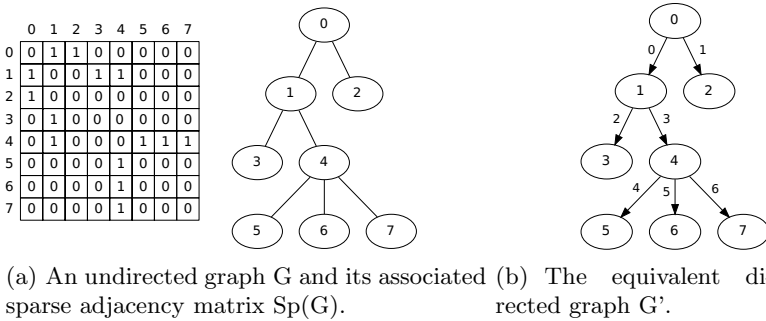 0 1 2 3 4 5 6 7
0 0 1 1 0 0 0 0 0
1 1 0 0 1 1 0 0 0
2 1 0 0 0 0 0 0 0
3 0 1 0 0 0 0 0 0
4 0 1 0 0 0 1 1 1
5 0 0 0 0 1 0 0 0
6 0 0 0 0 1 0 0 0
7 0 0 0 0 1 0 0 0
0
1 2
3 4
5 6 7
(a) An undirected graph G and its associated
sparse adjacency matrix Sp(G).
0
0 1
1 2
2 3
3 4
4 5 6
5 6 7
(b) The equivalent di-
rected graph G'.